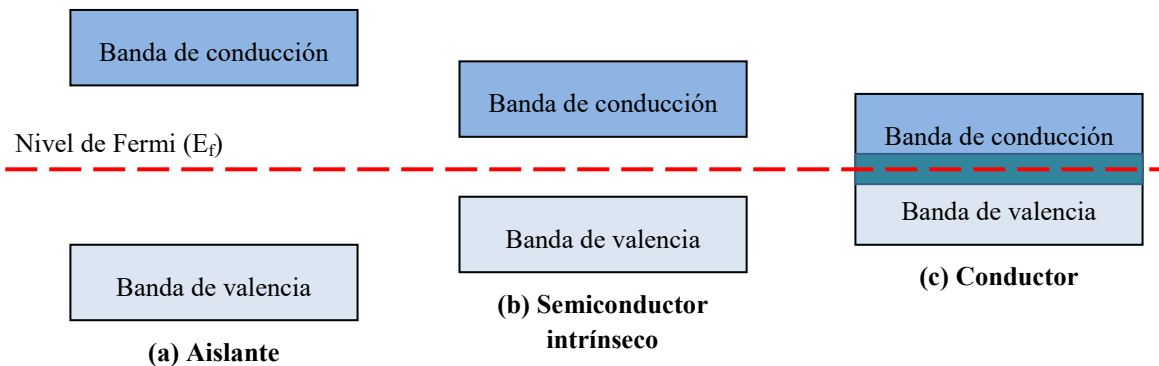 Banda de conducción
Banda de conducción
Banda de conducción
Nivel de Fermi (Ef)
Banda de valencia
Banda de valencia
Banda de valencia
(a) Aislante
(b) Semiconductor
intrínseco
(c) Conductor